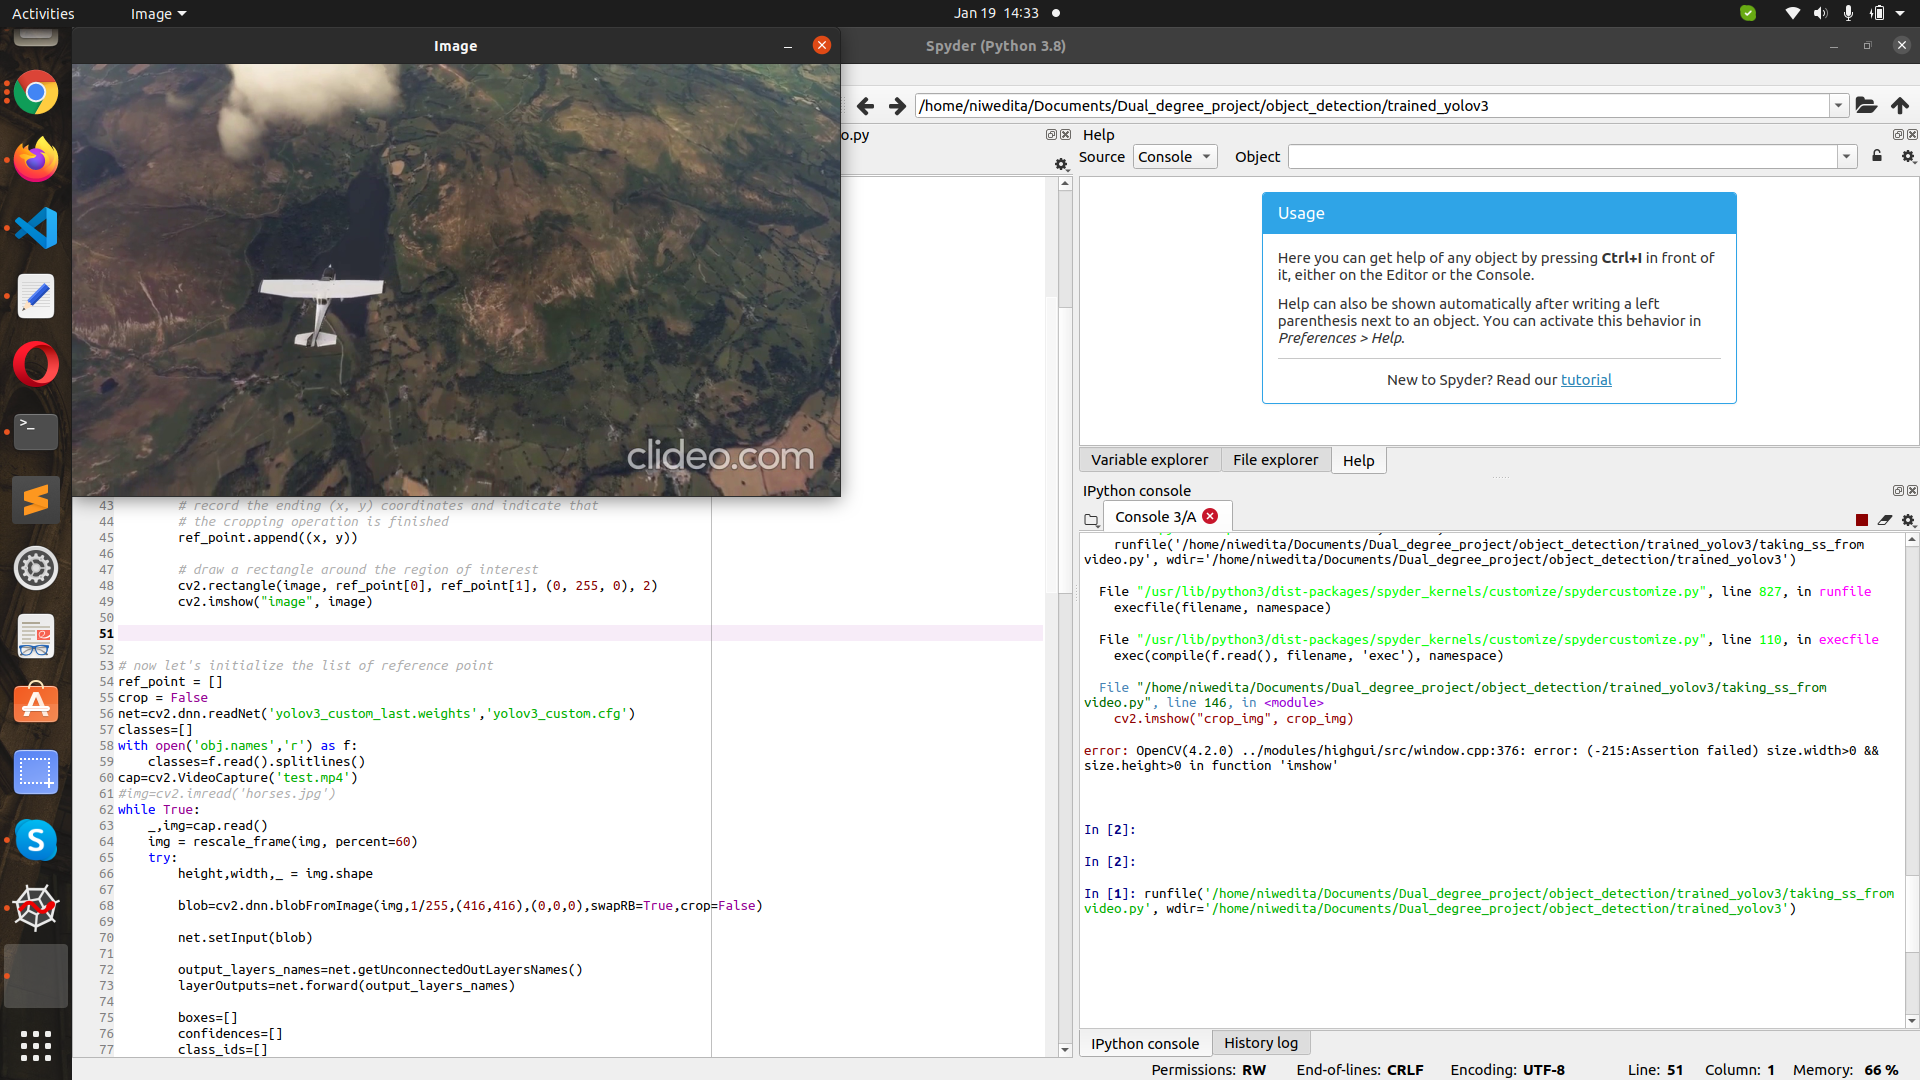 Activities
Image
Jan 19 14:33
Image
Spyder (Python 3.8)
/home/niwedita/Documents/Dual_degree_project/object_detection/trained_yolov3
o.py
Help
Source Console Object
Usage
Here you can get help of any object by pressing Ctrl+I in front of
it, either on the Editor or the Console.
Help can also be shown automatically after writing a left
parenthesis next to an object. You can activate this behavior in
Preferences > Help.
New to Spyder? Read our tutorial
clideo.com
Variable explorer File explorer Help
IPython console
Console 3/A
43 # record the ending (x, y) coordinates and indicate that
44 # the cropping operation is finished
45 ref_point.append((x, y))
46
47 # draw a rectangle around the region of interest
48 cv2.rectangle(image, ref_point[0], ref_point[1], (0, 255, 0), 2)
49 cv2.imshow("image", image)
50
51
52
53 # now let's initialize the list of reference point
54 ref_point = []
55 crop = False
56 net=cv2.dnn.readNet('yolov3_custom_last.weights','yolov3_custom.cfg')
57 classes=[]
58 with open('obj.names','r') as f:
59 classes=f.read().splitlines()
60 cap=cv2.VideoCapture('test.mp4')
61 #img=cv2.imread('horses.jpg')
62 while True:
63 _,img=cap.read()
64 img = rescale_frame(img, percent=60)
65 try:
66 height,width,_ = img.shape
67
68 blob=cv2.dnn.blobFromImage(img,1/255,(416,416),(0,0,0),swapRB=True,crop=False)
69
70 net.setInput(blob)
71
72 output_layers_names=net.getUnconnectedOutLayersNames()
73 layerOutputs=net.forward(output_layers_names)
74
75 boxes=[]
76 confidences=[]
77 class_ids=[]
runfile('/home/niwedita/Documents/Dual_degree_project/object_detection/trained_yolov3/taking_ss_from
video.py', wdir='/home/niwedita/Documents/Dual_degree_project/object_detection/trained_yolov3')
File "/usr/lib/python3/dist-packages/spyder_kernels/customize/spydercustomize.py", line 827, in runfile
execfile(filename, namespace)
File "/usr/lib/python3/dist-packages/spyder_kernels/customize/spydercustomize.py", line 110, in execfile
exec(compile(f.read(), filename, 'exec'), namespace)
File "/home/niwedita/Documents/Dual_degree_project/object_detection/trained_yolov3/taking_ss_from
video.py", line 146, in <module>
cv2.imshow("crop_img", crop_img)
error: OpenCV(4.2.0) ../modules/highgui/src/window.cpp:376: error: (-215:Assertion failed) size.width>0 &&
size.height>0 in function 'imshow'
In [2]:
In [2]:
In [1]: runfile('/home/niwedita/Documents/Dual_degree_project/object_detection/trained_yolov3/taking_ss_from
video.py', wdir='/home/niwedita/Documents/Dual_degree_project/object_detection/trained_yolov3')
IPython console History log
Permissions: RW End-of-lines: CRLF Encoding: UTF-8 Line: 51 Column: 1 Memory: 66 %